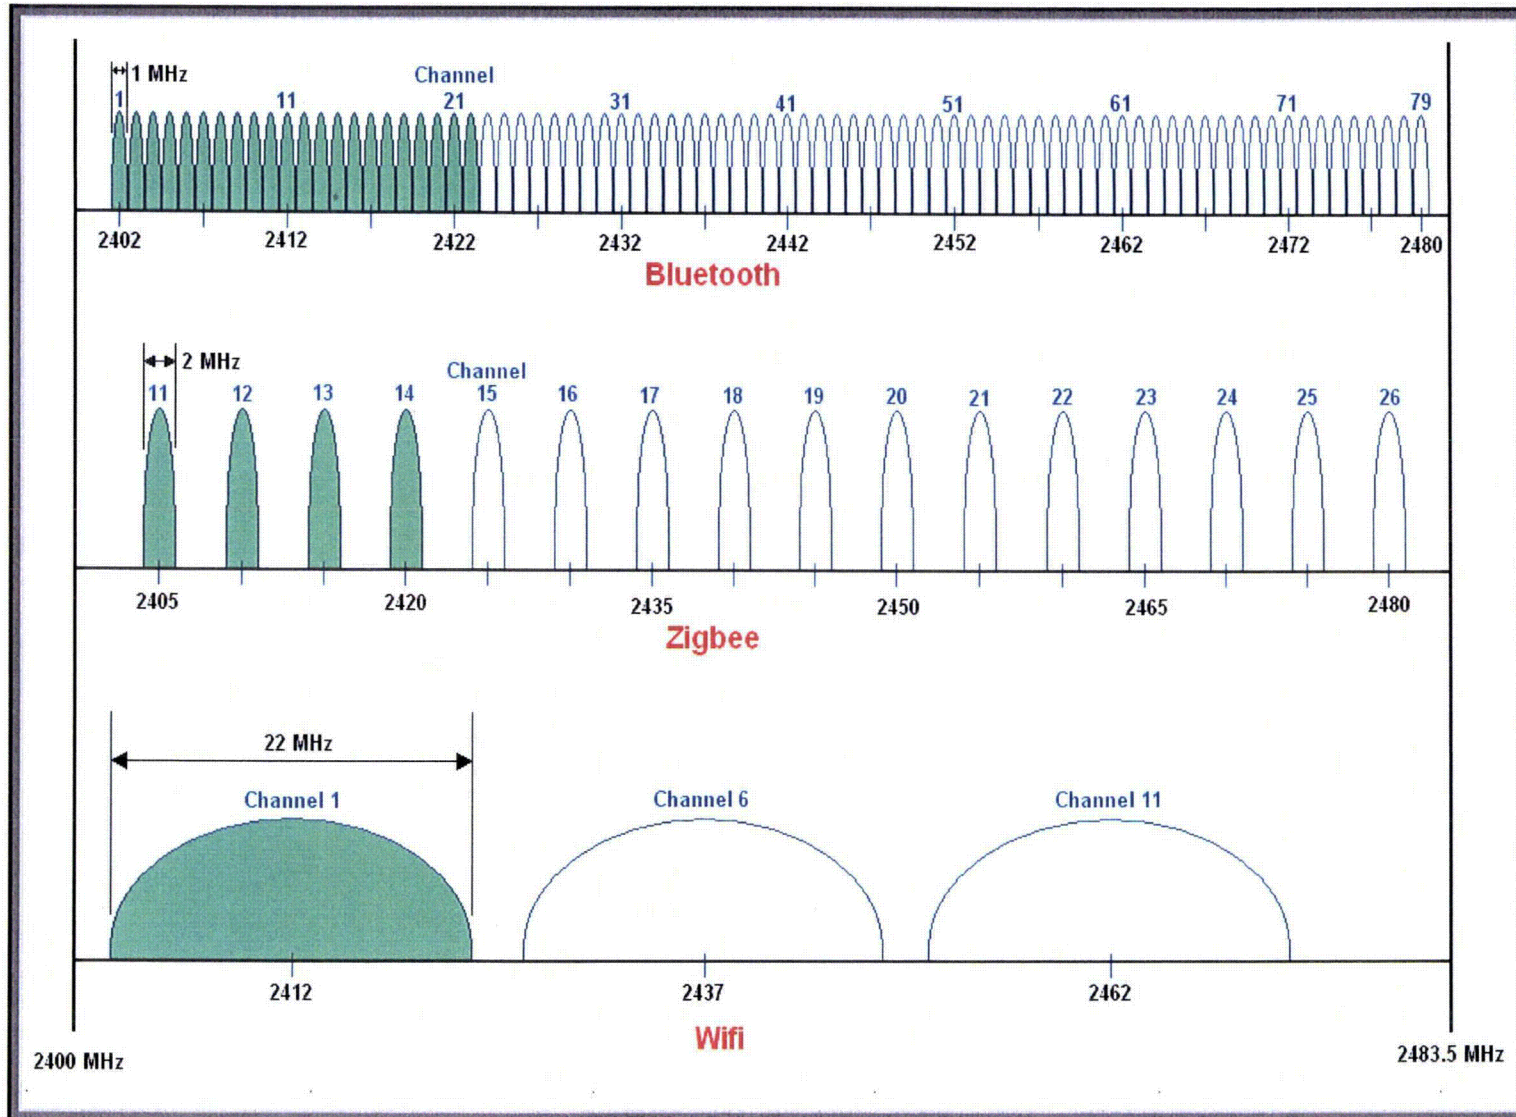 1 MHz
Channel
1 11 21 31 41 51 61 71 79
2402 2412 2422 2432 2442 2452 2462 2472 2480
Bluetooth
2 MHz
Channel
11 12 13 14 15 16 17 18 19 20 21 22 23 24 25 26
2405 2420 2435 2450 2465 2480
Zigbee
22 MHz
Channel 1 Channel 6 Channel 11
2412 2437 2462
Wifi
2400 MHz 2483.5 MHz